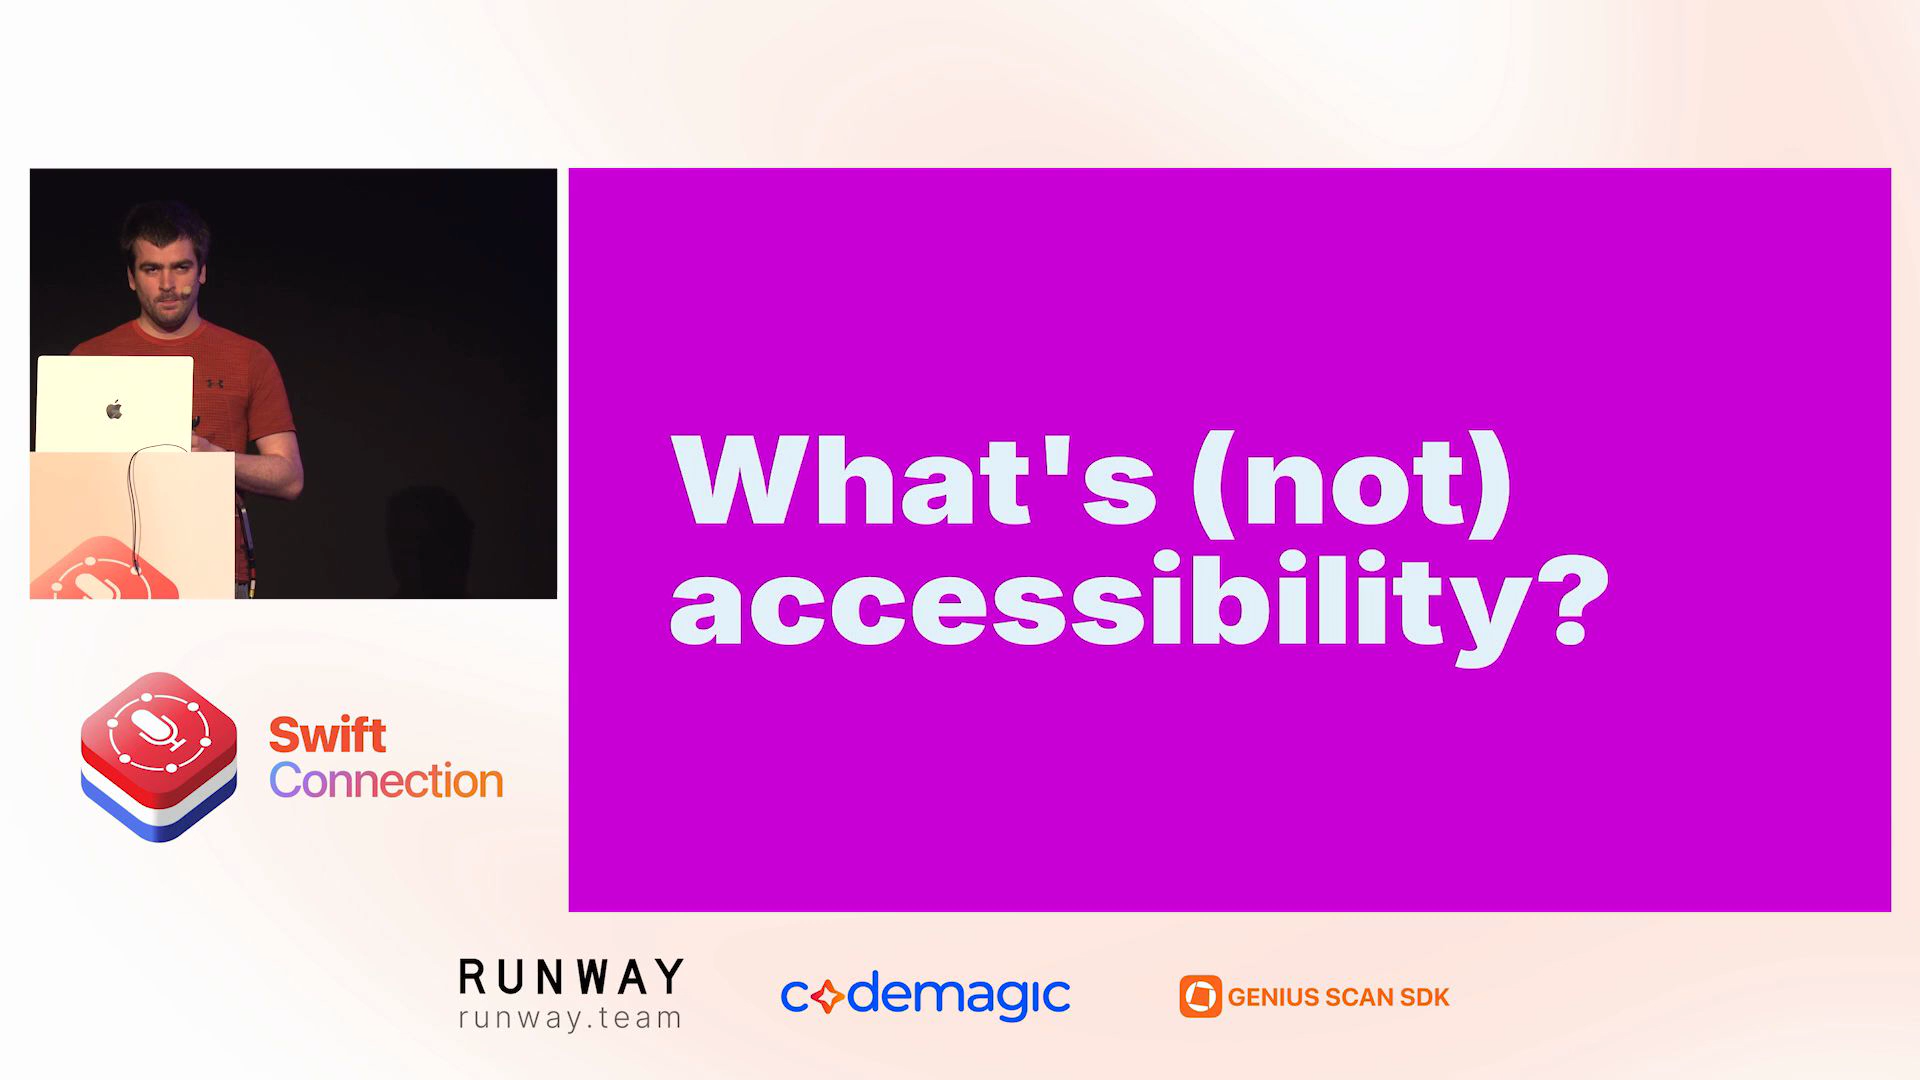 What's (not)
accessibility?
Swift
Connection
RUNWAY
runway.team
codemagic
GENIUS SCAN SDK